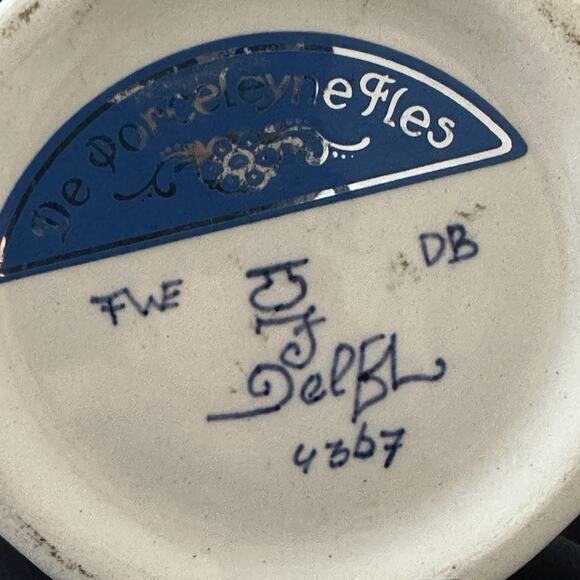 De Porceleyne Fles
FWE DB
Delft
4367